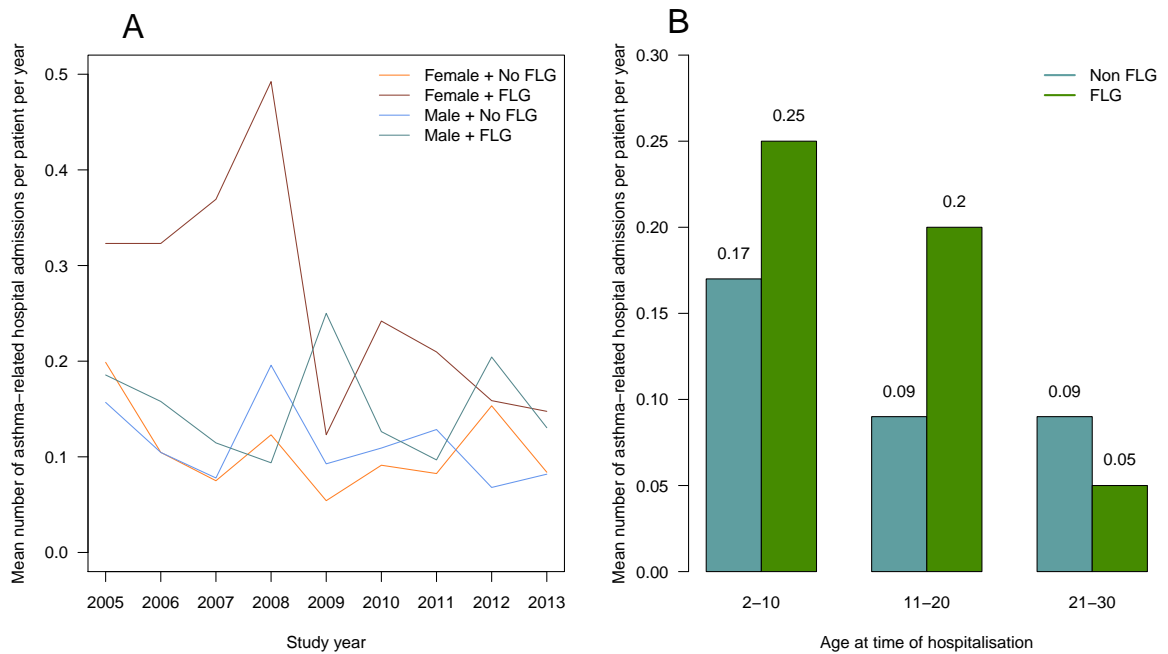 A
Mean number of asthma−related hospital admissions per patient per year
0.5
0.4
0.3
0.2
0.1
0.0
Female + No FLG
Female + FLG
Male + No FLG
Male + FLG
2005 2006 2007 2008 2009 2010 2011 2012 2013
Study year
B
Mean number of asthma−related hospital admissions per patient per year
0.30
0.25
0.20
0.15
0.10
0.05
0.00
Non FLG
FLG
0.17
0.25
0.09
0.2
0.09
0.05
2−10 11−20 21−30
Age at time of hospitalisation